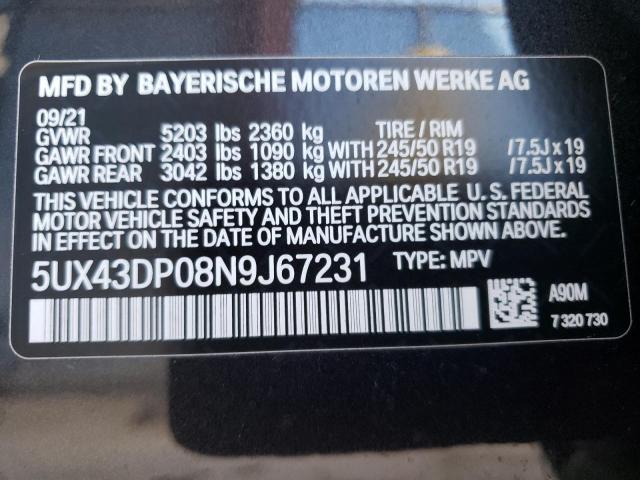 MFD BY BAYERISCHE MOTOREN WERKE AG
09/21
GVWR 5203 lbs 2360 kg TIRE / RIM
GAWR FRONT 2403 lbs 1090 kg WITH 245/50 R19 /7.5J x 19
GAWR REAR 3042 lbs 1380 kg WITH 245/50 R19 /7.5J x 19
THIS VEHICLE CONFORMS TO ALL APPLICABLE U. S. FEDERAL
MOTOR VEHICLE SAFETY AND THEFT PREVENTION STANDARDS
IN EFFECT ON THE DATE OF MANUFACTURE SHOWN ABOVE.
5UX43DP08N9J67231 TYPE: MPV
A90M
7 320 730